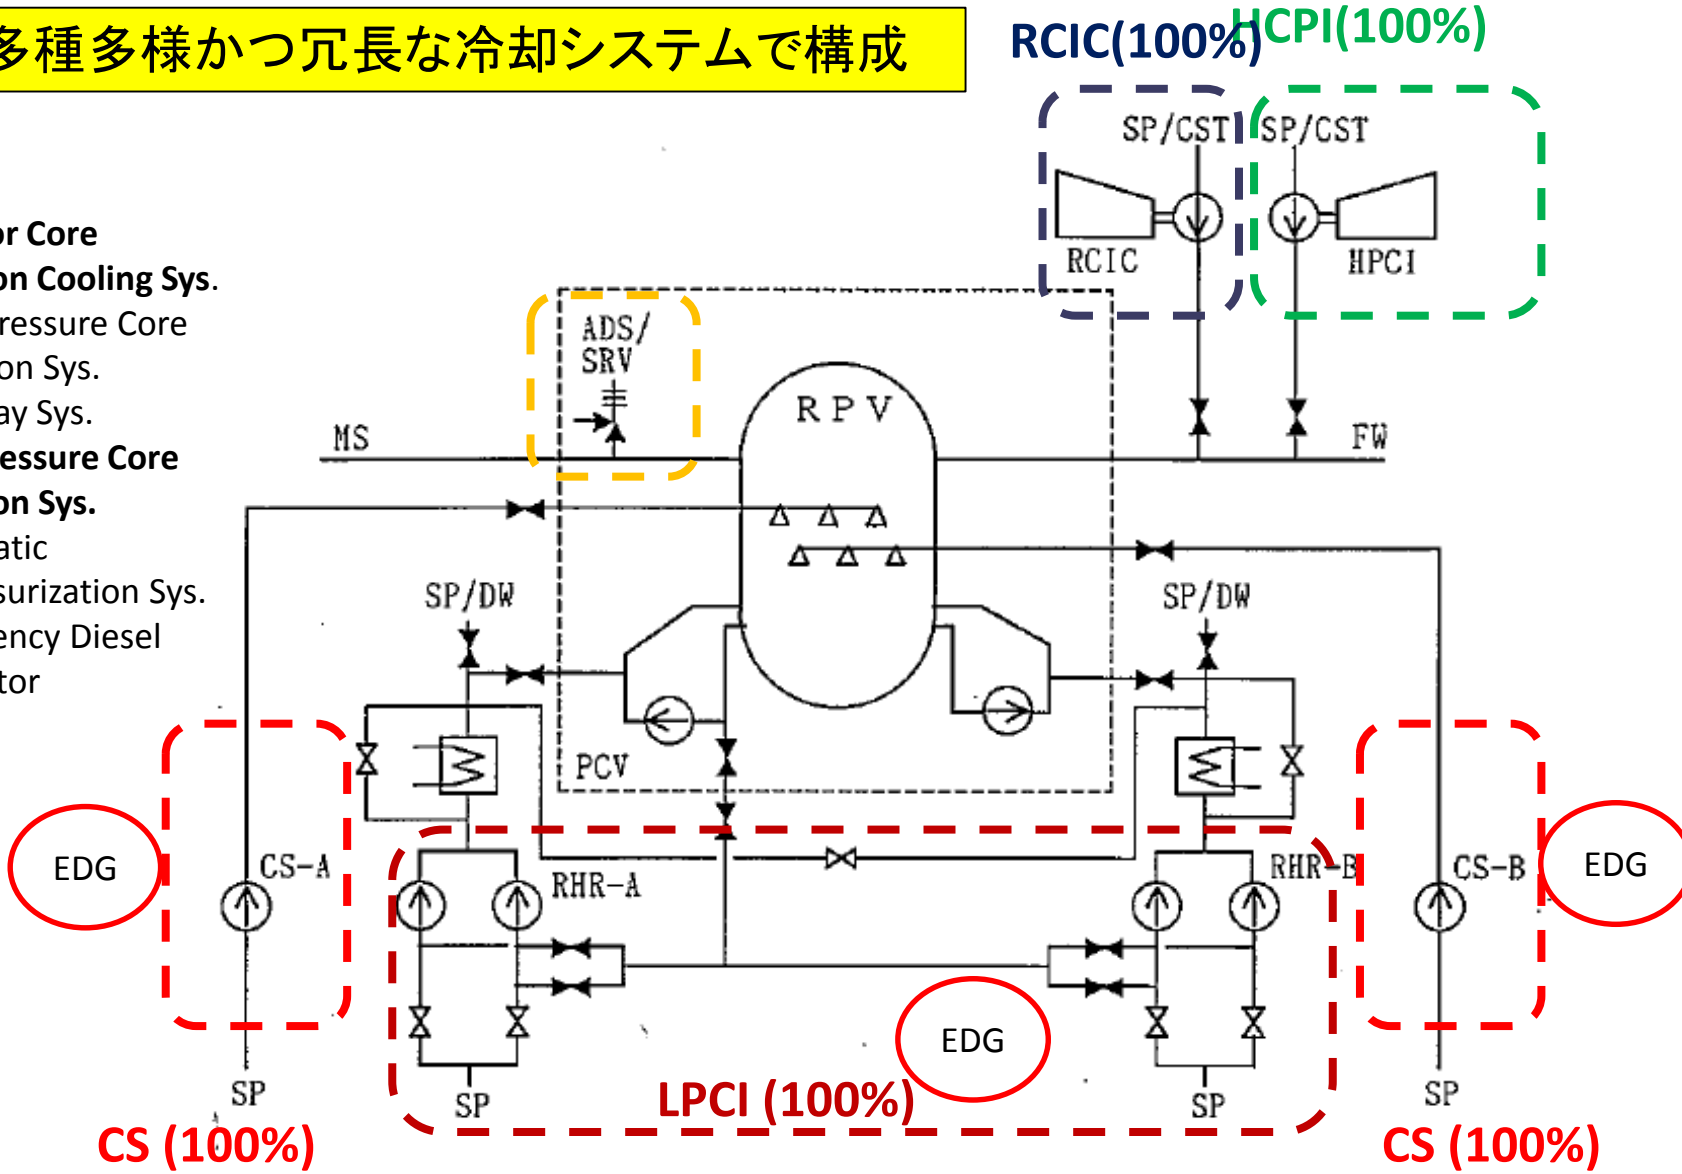 多種多様かつ冗長な冷却システムで構成
RCIC(100%)
HCPI(100%)
or Core
on Cooling Sys.
ressure Core
on Sys.
ay Sys.
essure Core
on Sys.
atic
surization Sys.
ency Diesel
tor
SP/CST
SP/CST
RCIC
HPCI
ADS/
SRV
RPV
MS
FW
SP/DW
SP/DW
PCV
EDG
CS-A
RHR-A
RHR-B
CS-B
EDG
EDG
SP
SP
LPCI (100%)
SP
SP
CS (100%)
CS (100%)